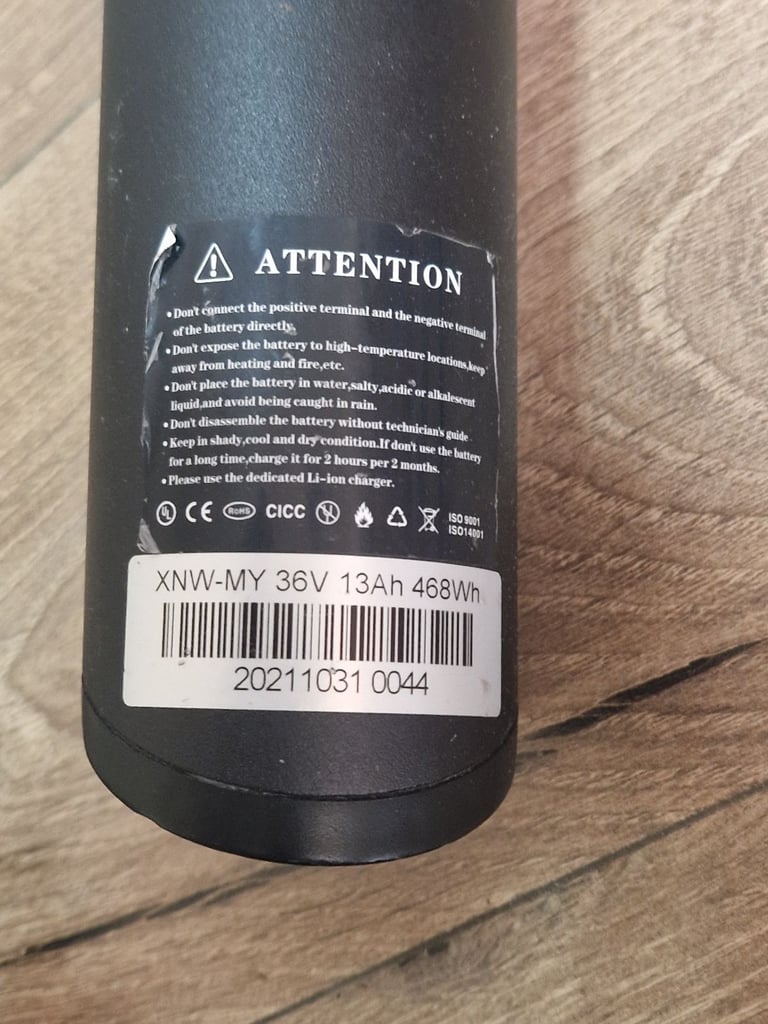 ATTENTION
•Don't connect the positive terminal and the negative terminal
of the battery directly.
•Don't expose the battery to high-temperature locations,keep
away from heating and fire,etc.
•Don't place the battery in water,salty,acidic or alkalescent
liquid,and avoid being caught in rain.
•Don't disassemble the battery without technician's guide
•Keep in shady,cool and dry condition.If don't use the battery
for a long time,charge it for 2 hours per 2 months.
•Please use the dedicated Li-ion charger.
UL CE RoHS CICC ISO 9001
ISO14001
XNW-MY 36V 13Ah 468Wh
20211031 0044